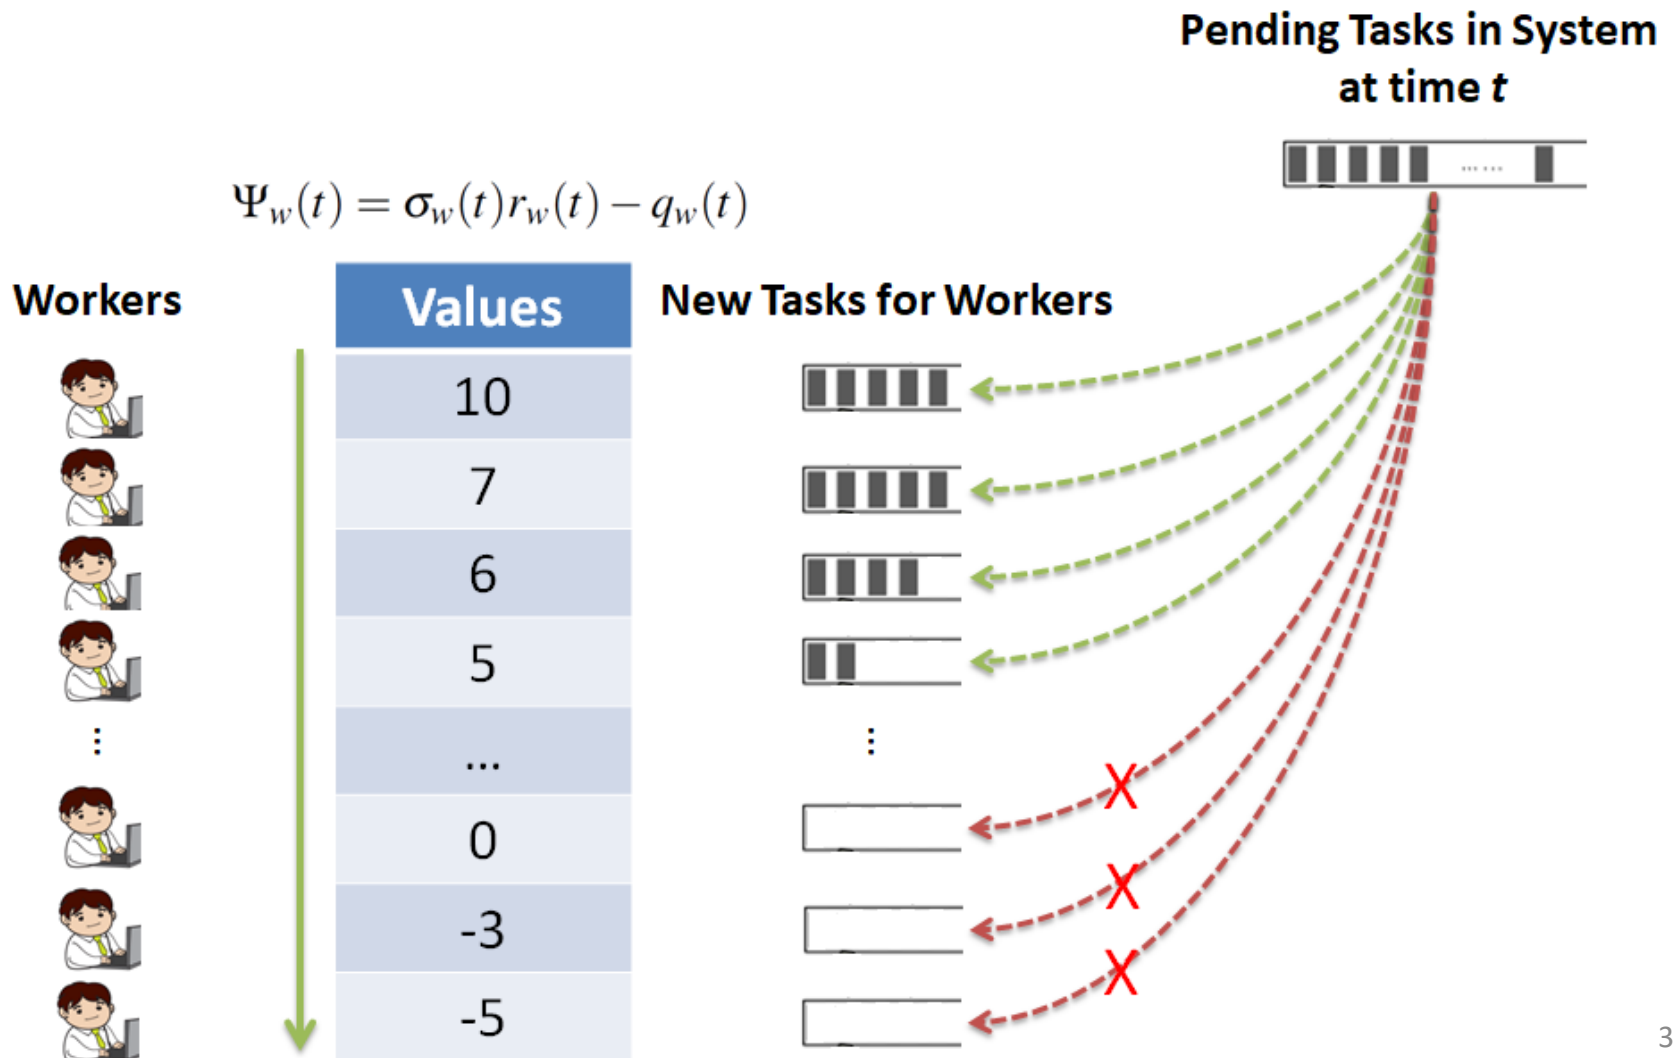 Pending Tasks in System
at time t
... ...
Ψw(t) = σw(t)rw(t) − qw(t)
Workers
Values
New Tasks for Workers
10
7
6
5
⋮
...
⋮
0
X
-3
X
-5
X
3